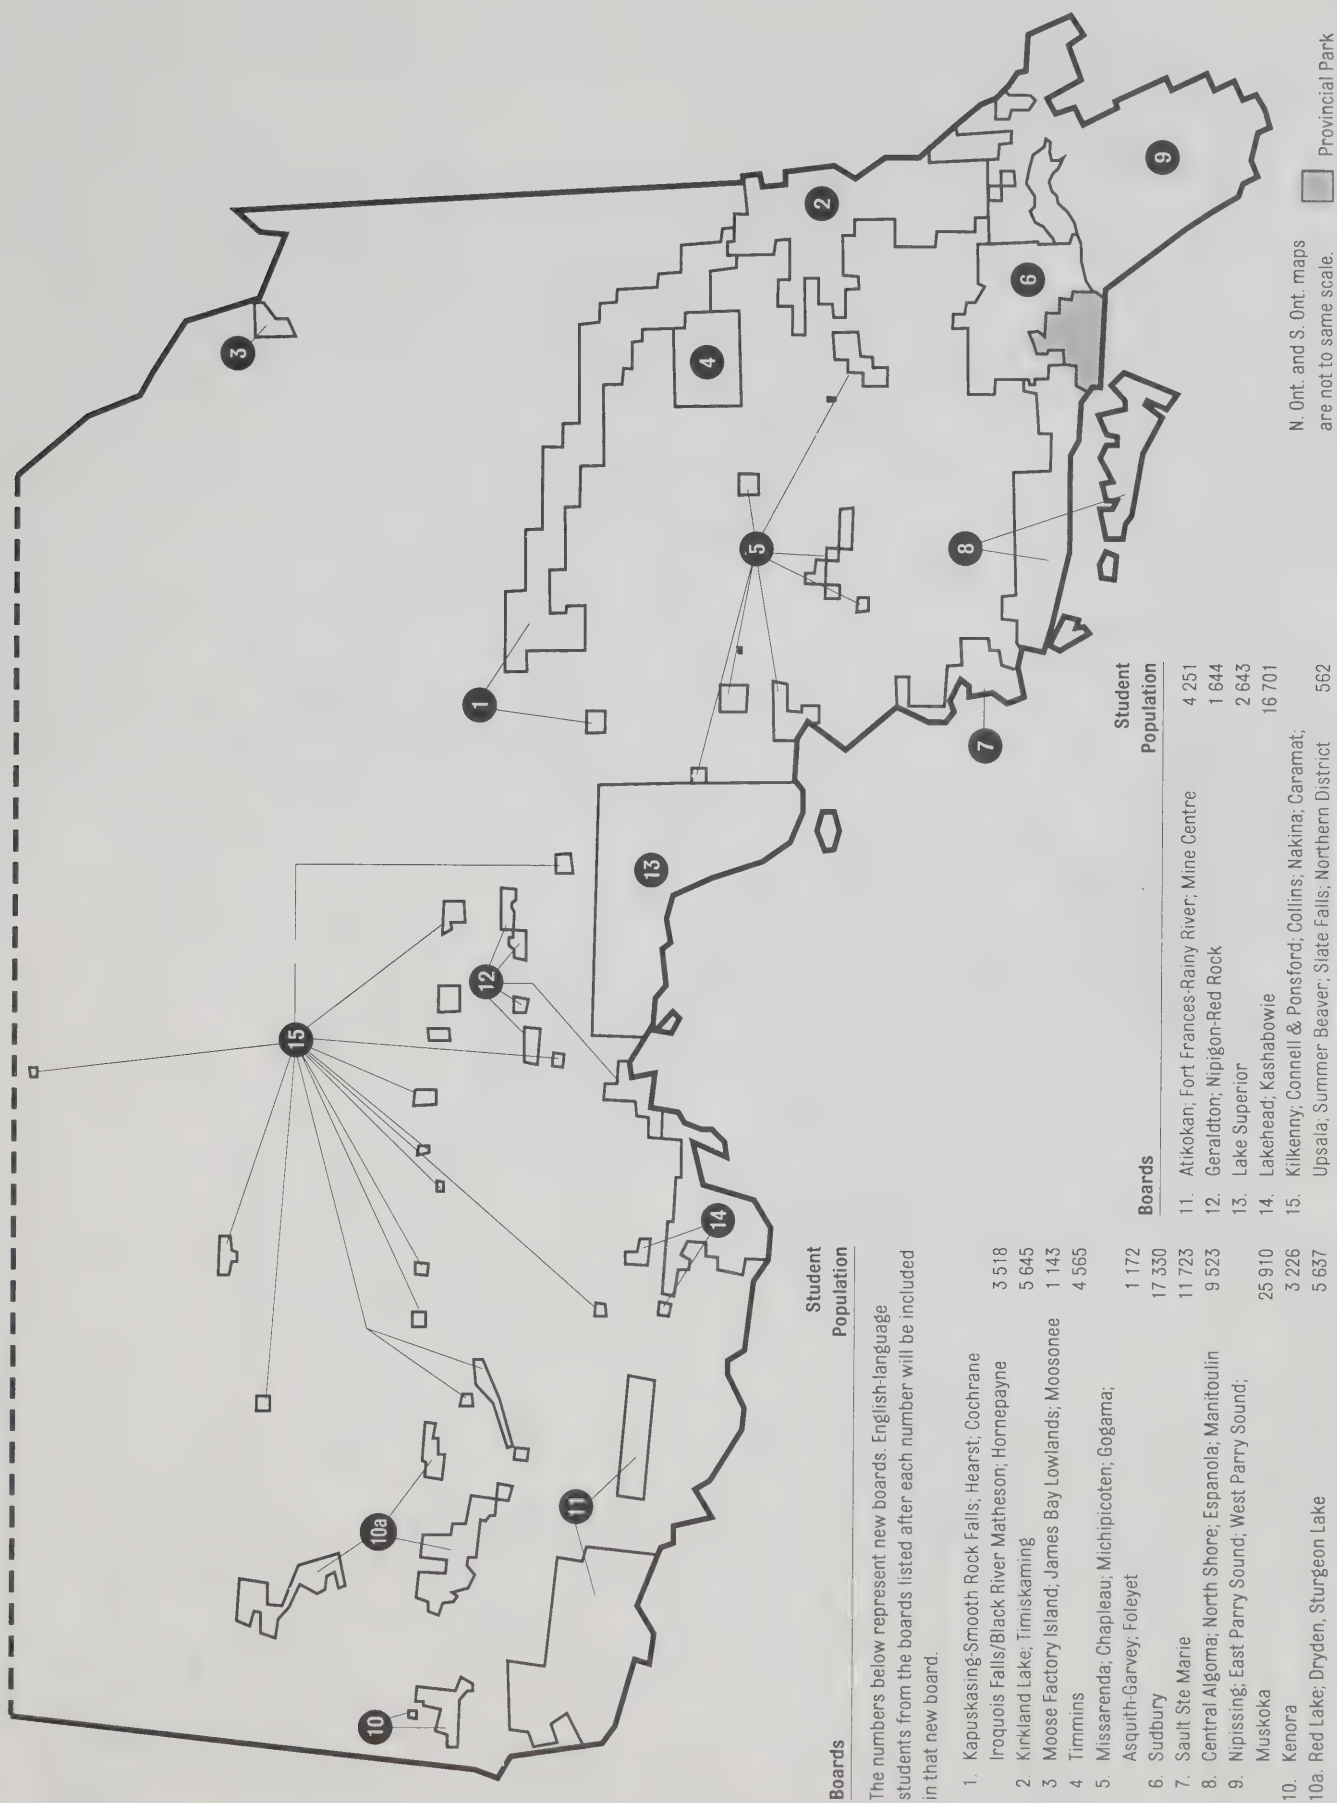 3
1
2
4
5
6
7
8
9
10
10a
11
12
13
14
15
Boards
Student
Population
The numbers below represent new boards. English-language
students from the boards listed after each number will be included
in that new board.
1. Kapuskasing-Smooth Rock Falls; Hearst; Cochrane
Iroquois Falls/Black River Matheson; Hornepayne 3 518
2. Kirkland Lake; Timiskaming 5 645
3 Moose Factory Island; James Bay Lowlands; Moosonee 1 143
4 Timmins 4 565
5. Missarenda; Chapleau; Michipicoten; Gogama;
Asquith-Garvey; Foleyet 1 172
6. Sudbury 17 330
7. Sault Ste Marie 11 723
8. Central Algoma; North Shore; Espanola; Manitoulin 9 523
9. Nipissing; East Parry Sound; West Parry Sound;
Muskoka 25 910
10. Kenora 3 226
10a. Red Lake; Dryden, Sturgeon Lake 5 637
Boards
Student
Population
11. Atikokan; Fort Frances-Rainy River; Mine Centre 4 251
12. Geraldton; Nipigon-Red Rock 1 644
13. Lake Superior 2 643
14. Lakehead; Kashabowie 16 701
15. Kilkenny; Connell & Ponsford; Collins; Nakina; Caramat;
Upsala; Summer Beaver; Slate Falls; Northern District 562
N. Ont. and S. Ont. maps
are not to same scale.
Provincial Park